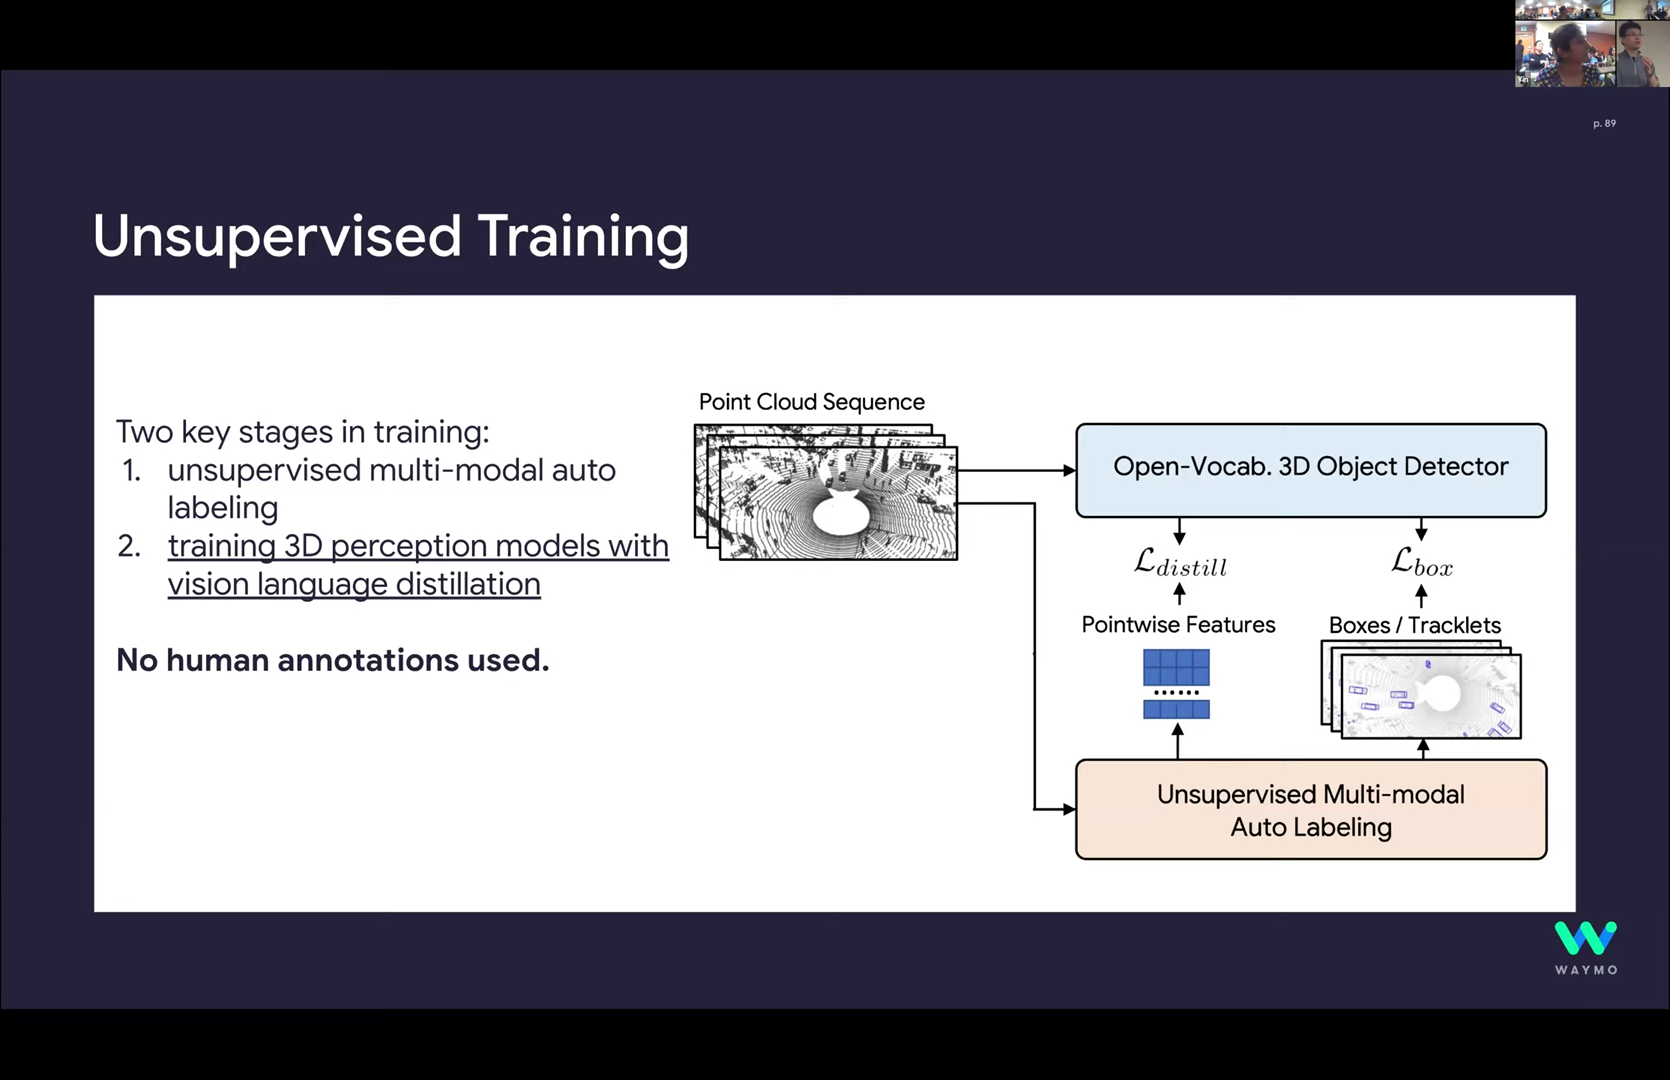 p. 89
Unsupervised Training
Two key stages in training:
1. unsupervised multi-modal auto
labeling
2. training 3D perception models with
vision language distillation
No human annotations used.
Point Cloud Sequence
Open-Vocab. 3D Object Detector
ℒdistill
ℒbox
Pointwise Features
Boxes / Tracklets
Unsupervised Multi-modal
Auto Labeling
WAYMO